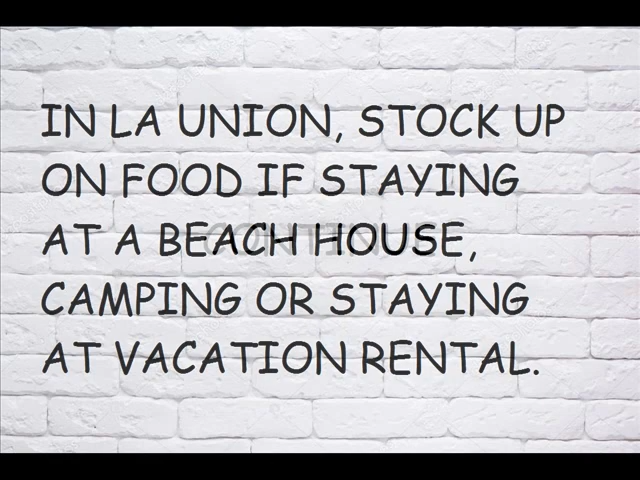 IN LA UNION, STOCK UP
ON FOOD IF STAYING
AT A BEACH HOUSE,
CAMPING OR STAYING
AT VACATION RENTAL.